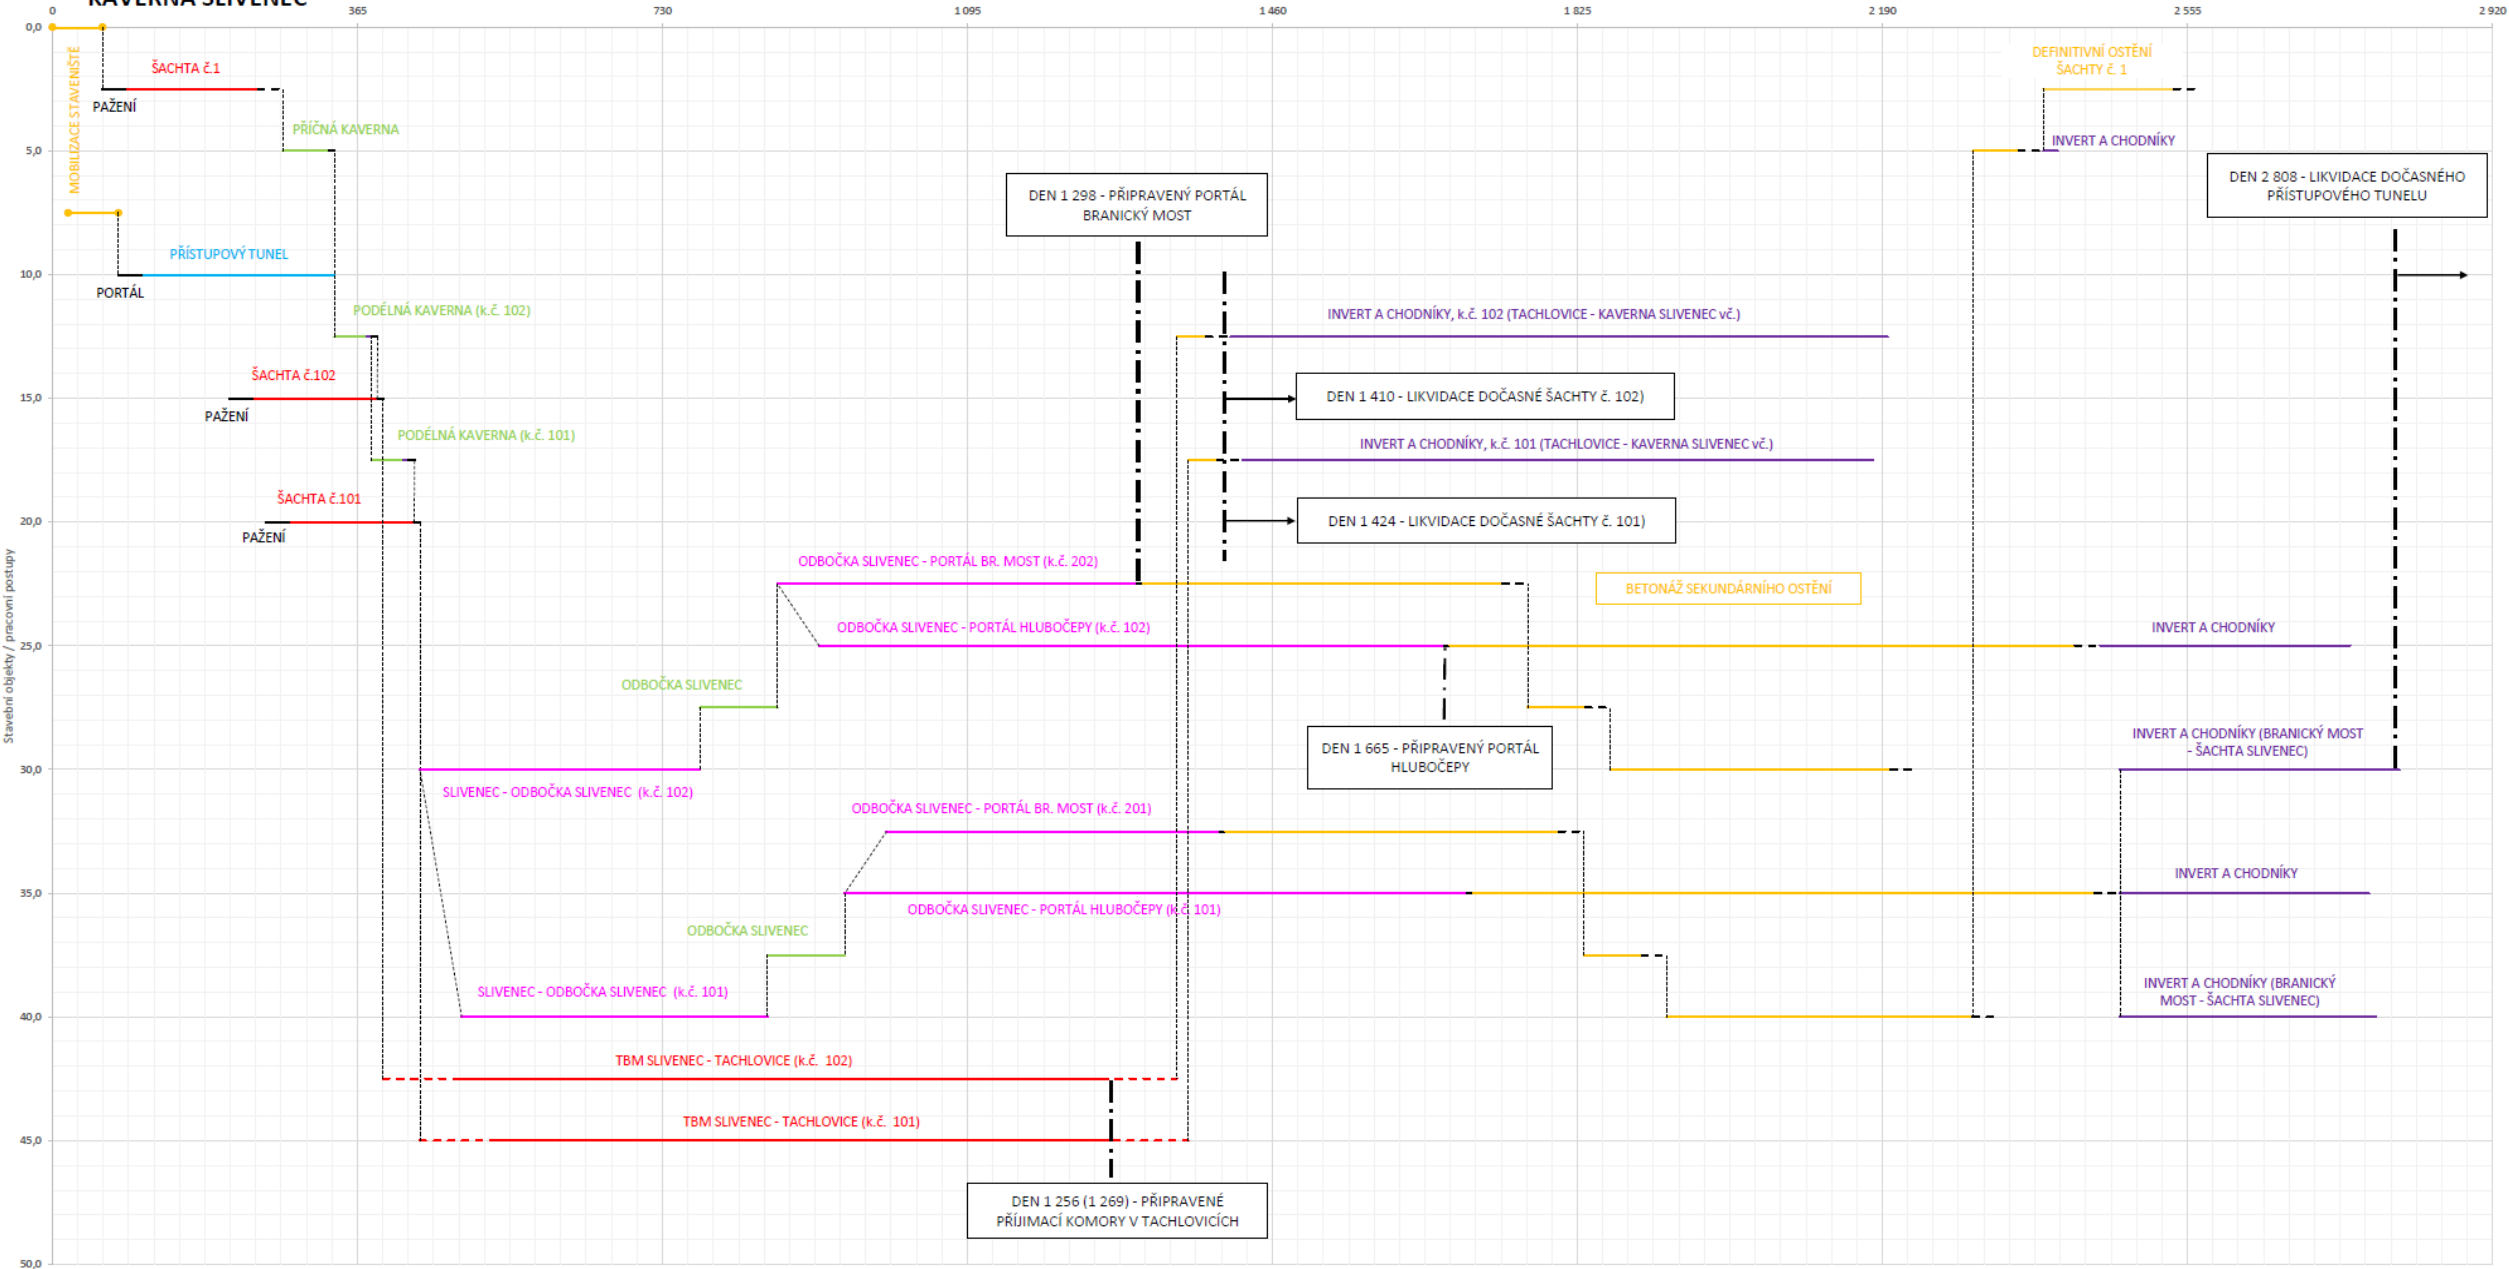 KAVERNA SLIVENEC
0 365 730 1 095 1 460 1 825 2 190 2 555 2 920
0,0
5,0
10,0
15,0
20,0
25,0
30,0
35,0
40,0
45,0
50,0
Stavební objekty / pracovní postupy
MOBILIZACE STAVENIŠTĚ
ŠACHTA č.1
PAŽENÍ
PŘÍČNÁ KAVERNA
PŘÍSTUPOVÝ TUNEL
PORTÁL
PODÉLNÁ KAVERNA (k.č. 102)
ŠACHTA č.102
PAŽENÍ
PODÉLNÁ KAVERNA (k.č. 101)
ŠACHTA č.101
PAŽENÍ
DEFINITIVNÍ OSTĚNÍ
ŠACHTY č. 1
INVERT A CHODNÍKY
DEN 1 298 - PŘIPRAVENÝ PORTÁL
BRANICKÝ MOST
DEN 2 808 - LIKVIDACE DOČASNÉHO
PŘÍSTUPOVÉHO TUNELU
INVERT A CHODNÍKY, k.č. 102 (TACHLOVICE - KAVERNA SLIVENEC vč.)
DEN 1 410 - LIKVIDACE DOČASNÉ ŠACHTY č. 102)
INVERT A CHODNÍKY, k.č. 101 (TACHLOVICE - KAVERNA SLIVENEC vč.)
DEN 1 424 - LIKVIDACE DOČASNÉ ŠACHTY č. 101)
ODBOČKA SLIVENEC - PORTÁL BR. MOST (k.č. 202)
BETONÁŽ SEKUNDÁRNÍHO OSTĚNÍ
ODBOČKA SLIVENEC - PORTÁL HLUBOČEPY (k.č. 102)
INVERT A CHODNÍKY
ODBOČKA SLIVENEC
DEN 1 665 - PŘIPRAVENÝ PORTÁL
HLUBOČEPY
INVERT A CHODNÍKY (BRANICKÝ MOST
- ŠACHTA SLIVENEC)
SLIVENEC - ODBOČKA SLIVENEC (k.č. 102)
ODBOČKA SLIVENEC - PORTÁL BR. MOST (k.č. 201)
INVERT A CHODNÍKY
ODBOČKA SLIVENEC - PORTÁL HLUBOČEPY (k.č. 101)
ODBOČKA SLIVENEC
SLIVENEC - ODBOČKA SLIVENEC (k.č. 101)
INVERT A CHODNÍKY (BRANICKÝ
MOST - ŠACHTA SLIVENEC)
TBM SLIVENEC - TACHLOVICE (k.č. 102)
TBM SLIVENEC - TACHLOVICE (k.č. 101)
DEN 1 256 (1 269) - PŘIPRAVENÉ
PŘIJIMACÍ KOMORY V TACHLOVICÍCH